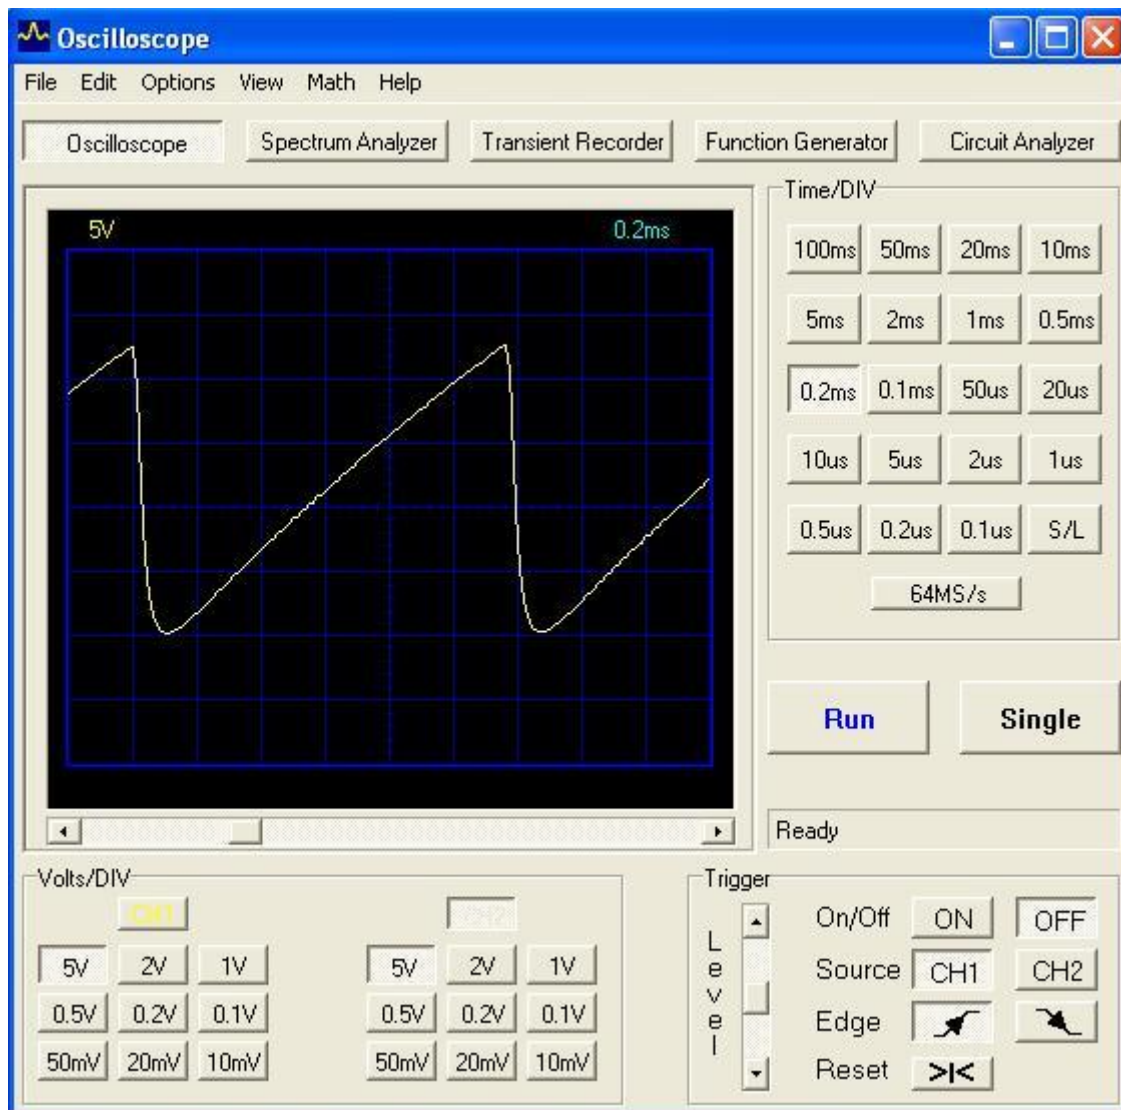 Oscilloscope
File Edit Options View Math Help
Oscilloscope Spectrum Analyzer Transient Recorder Function Generator Circuit Analyzer
5V 0.2ms
Time/DIV
100ms 50ms 20ms 10ms
5ms 2ms 1ms 0.5ms
0.2ms 0.1ms 50us 20us
10us 5us 2us 1us
0.5us 0.2us 0.1us S/L
64MS/s
Run Single
Ready
Volts/DIV
CH1 CH2
5V 2V 1V 5V 2V 1V
0.5V 0.2V 0.1V 0.5V 0.2V 0.1V
50mV 20mV 10mV 50mV 20mV 10mV
Trigger
Level
On/Off ON OFF
Source CH1 CH2
Edge
Reset >|<